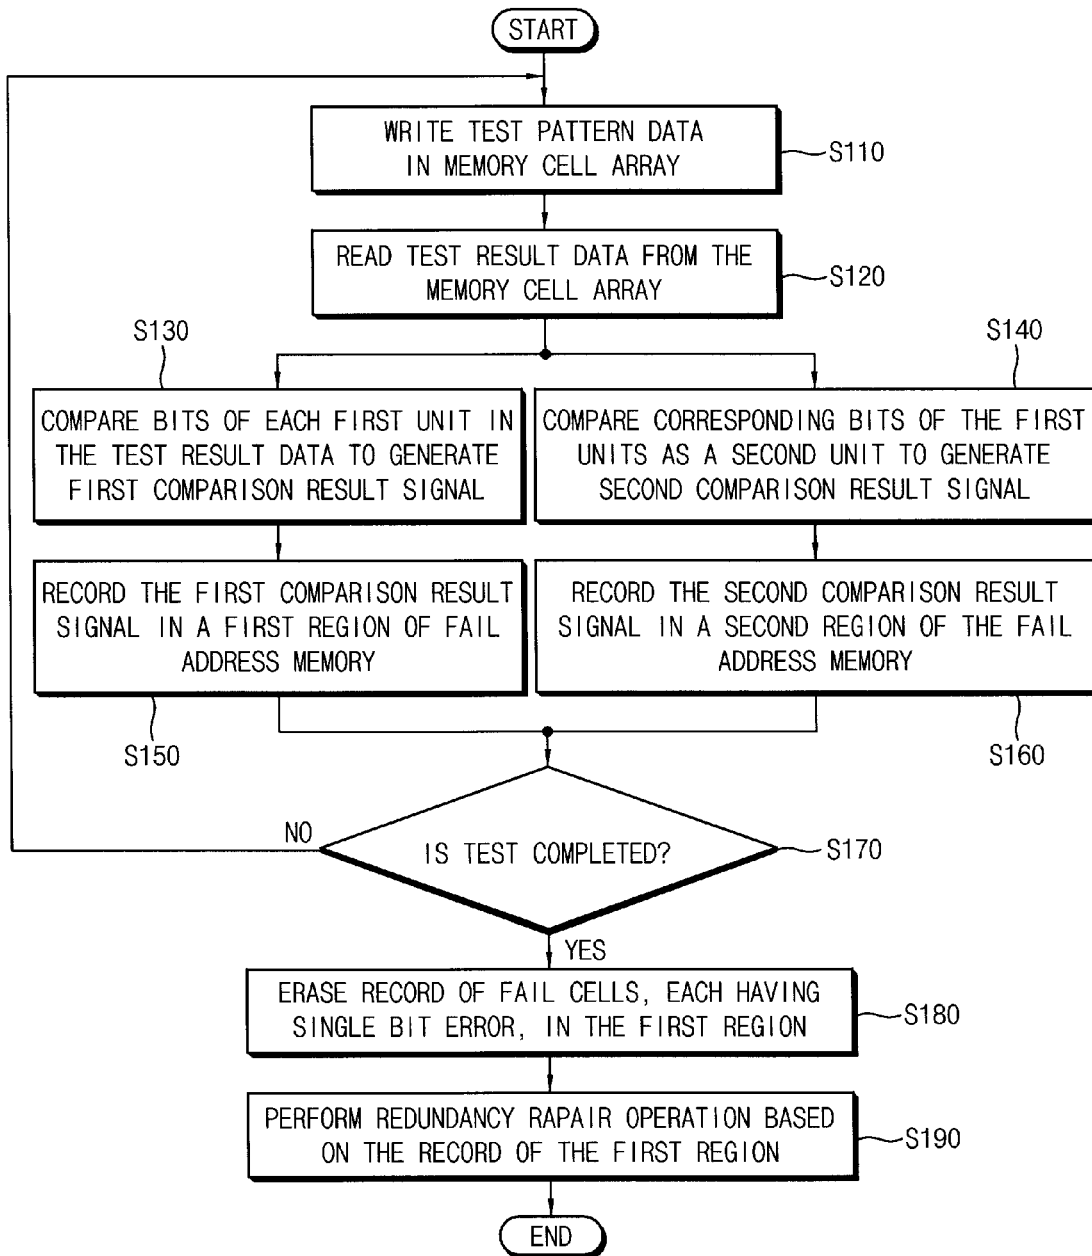 START
WRITE TEST PATTERN DATA
IN MEMORY CELL ARRAY
S110
READ TEST RESULT DATA FROM THE
MEMORY CELL ARRAY
S120
S130
S140
COMPARE BITS OF EACH FIRST UNIT IN
THE TEST RESULT DATA TO GENERATE
FIRST COMPARISON RESULT SIGNAL
COMPARE CORRESPONDING BITS OF THE FIRST
UNITS AS A SECOND UNIT TO GENERATE
SECOND COMPARISON RESULT SIGNAL
RECORD THE FIRST COMPARISON RESULT
SIGNAL IN A FIRST REGION OF FAIL
ADDRESS MEMORY
RECORD THE SECOND COMPARISON RESULT
SIGNAL IN A SECOND REGION OF THE FAIL
ADDRESS MEMORY
S150
S160
NO
IS TEST COMPLETED?
S170
YES
ERASE RECORD OF FAIL CELLS, EACH HAVING
SINGLE BIT ERROR, IN THE FIRST REGION
S180
PERFORM REDUNDANCY RAPAIR OPERATION BASED
ON THE RECORD OF THE FIRST REGION
S190
END